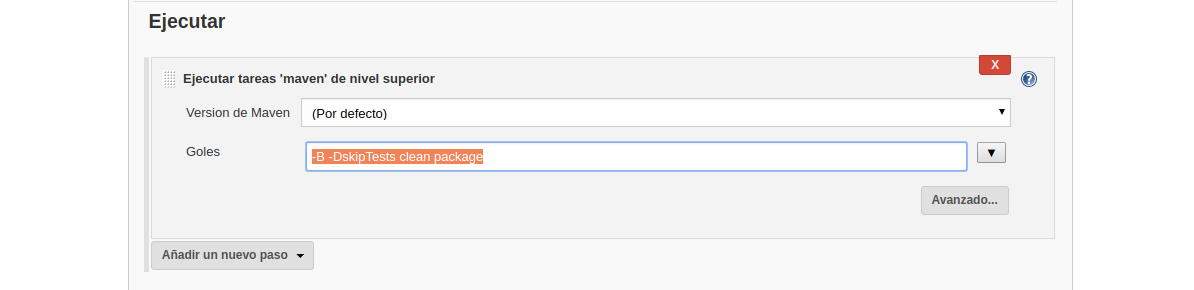 Ejecutar
X
Ejecutar tareas 'maven' de nivel superior
?
Version de Maven (Por defecto)
Goles -B -DskipTests clean package
Avanzado...
Añadir un nuevo paso